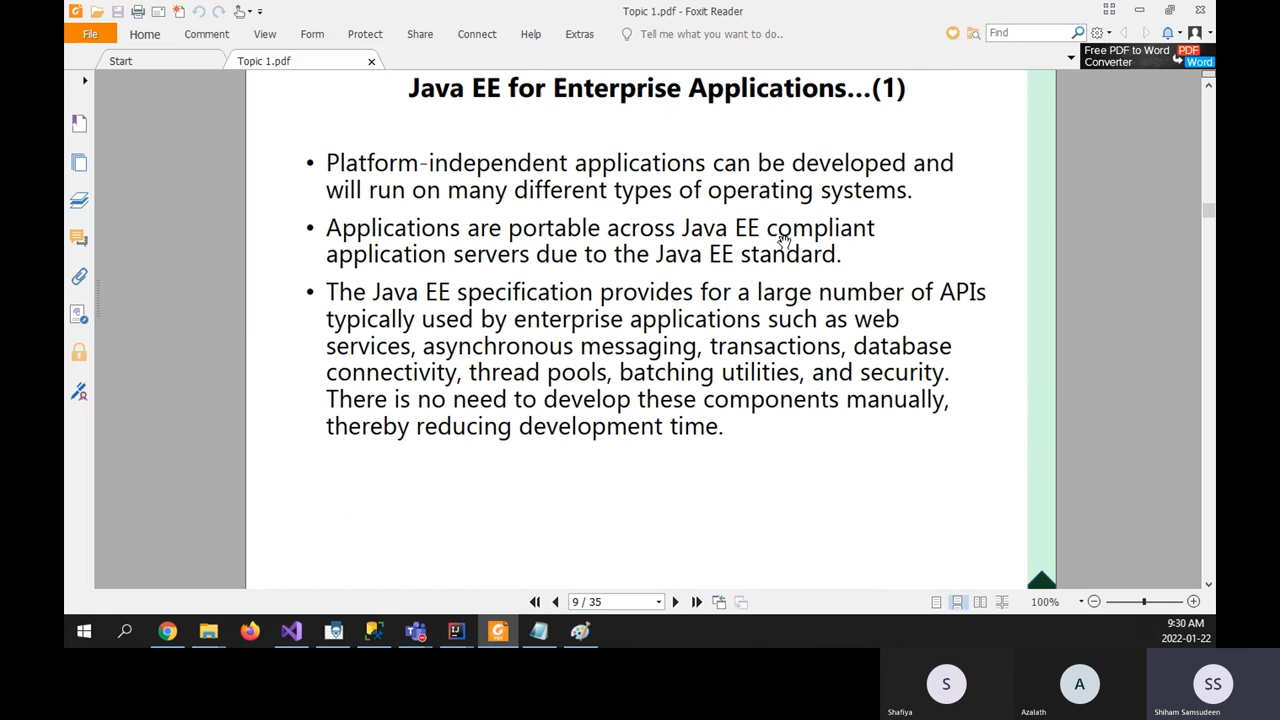 Topic 1.pdf - Foxit Reader
File Home Comment View Form Protect Share Connect Help Extras Tell me what you want to do.. Find
Start Topic 1.pdf
Free PDF to Word Converter PDF Word
Java EE for Enterprise Applications…(1)
• Platform-independent applications can be developed and
will run on many different types of operating systems.
• Applications are portable across Java EE compliant
application servers due to the Java EE standard.
• The Java EE specification provides for a large number of APIs
typically used by enterprise applications such as web
services, asynchronous messaging, transactions, database
connectivity, thread pools, batching utilities, and security.
There is no need to develop these components manually,
thereby reducing development time.
9 / 35
100%
9:30 AM
2022-01-22
S A SS
Shafiya Azalath Shiham Samsudeen